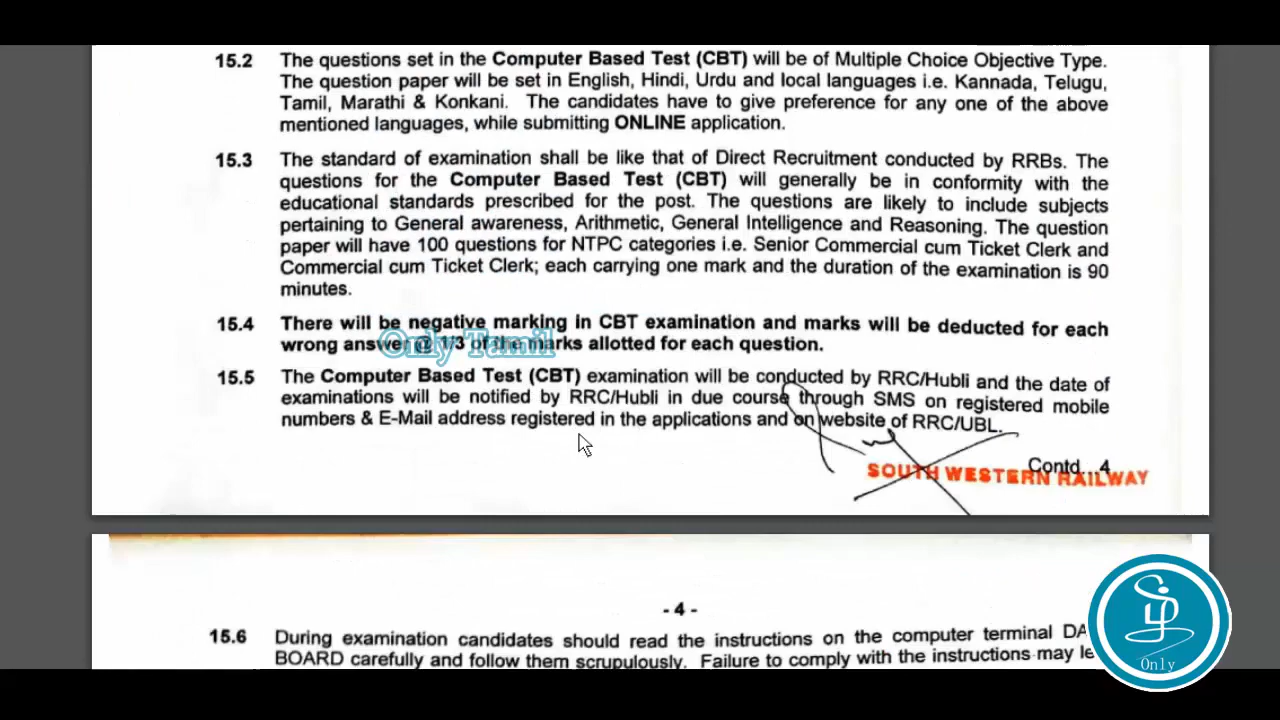 15.2 The questions set in the Computer Based Test (CBT) will be of Multiple Choice Objective Type.
The question paper will be set in English, Hindi, Urdu and local languages i.e. Kannada, Telugu,
Tamil, Marathi & Konkani. The candidates have to give preference for any one of the above
mentioned languages, while submitting ONLINE application.
15.3 The standard of examination shall be like that of Direct Recruitment conducted by RRBs. The
questions for the Computer Based Test (CBT) will generally be in conformity with the
educational standards prescribed for the post. The questions are likely to include subjects
pertaining to General awareness, Arithmetic, General Intelligence and Reasoning. The question
paper will have 100 questions for NTPC categories i.e. Senior Commercial cum Ticket Clerk and
Commercial cum Ticket Clerk; each carrying one mark and the duration of the examination is 90
minutes.
15.4 There will be negative marking in CBT examination and marks will be deducted for each
wrong answer @ 1/3 of the marks allotted for each question.
Only Tamil
15.5 The Computer Based Test (CBT) examination will be conducted by RRC/Hubli and the date of
examinations will be notified by RRC/Hubli in due course through SMS on registered mobile
numbers & E-Mail address registered in the applications and on website of RRC/UBL.
Contd...4
SOUTH WESTERN RAILWAY
- 4 -
15.6 During examination candidates should read the instructions on the computer terminal DA
BOARD carefully and follow them scrupulously. Failure to comply with the instructions may le
Only